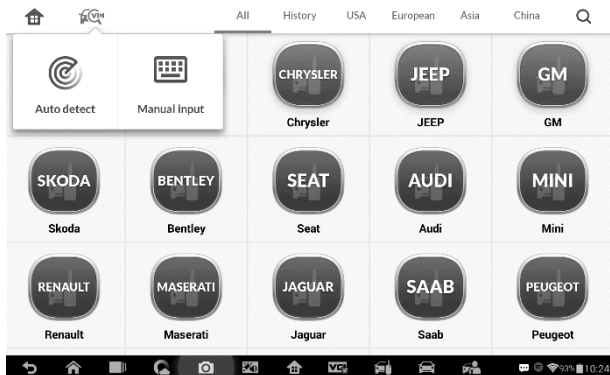 VIN All History USA European Asia China
Auto detect Manual input
CHRYSLER JEEP GM
Chrysler JEEP GM
SKODA BENTLEY SEAT AUDI MINI
Skoda Bentley Seat Audi Mini
RENAULT MASERATI JAGUAR SAAB PEUGEOT
Renault Maserati Jaguar Saab Peugeot
93% 10:24